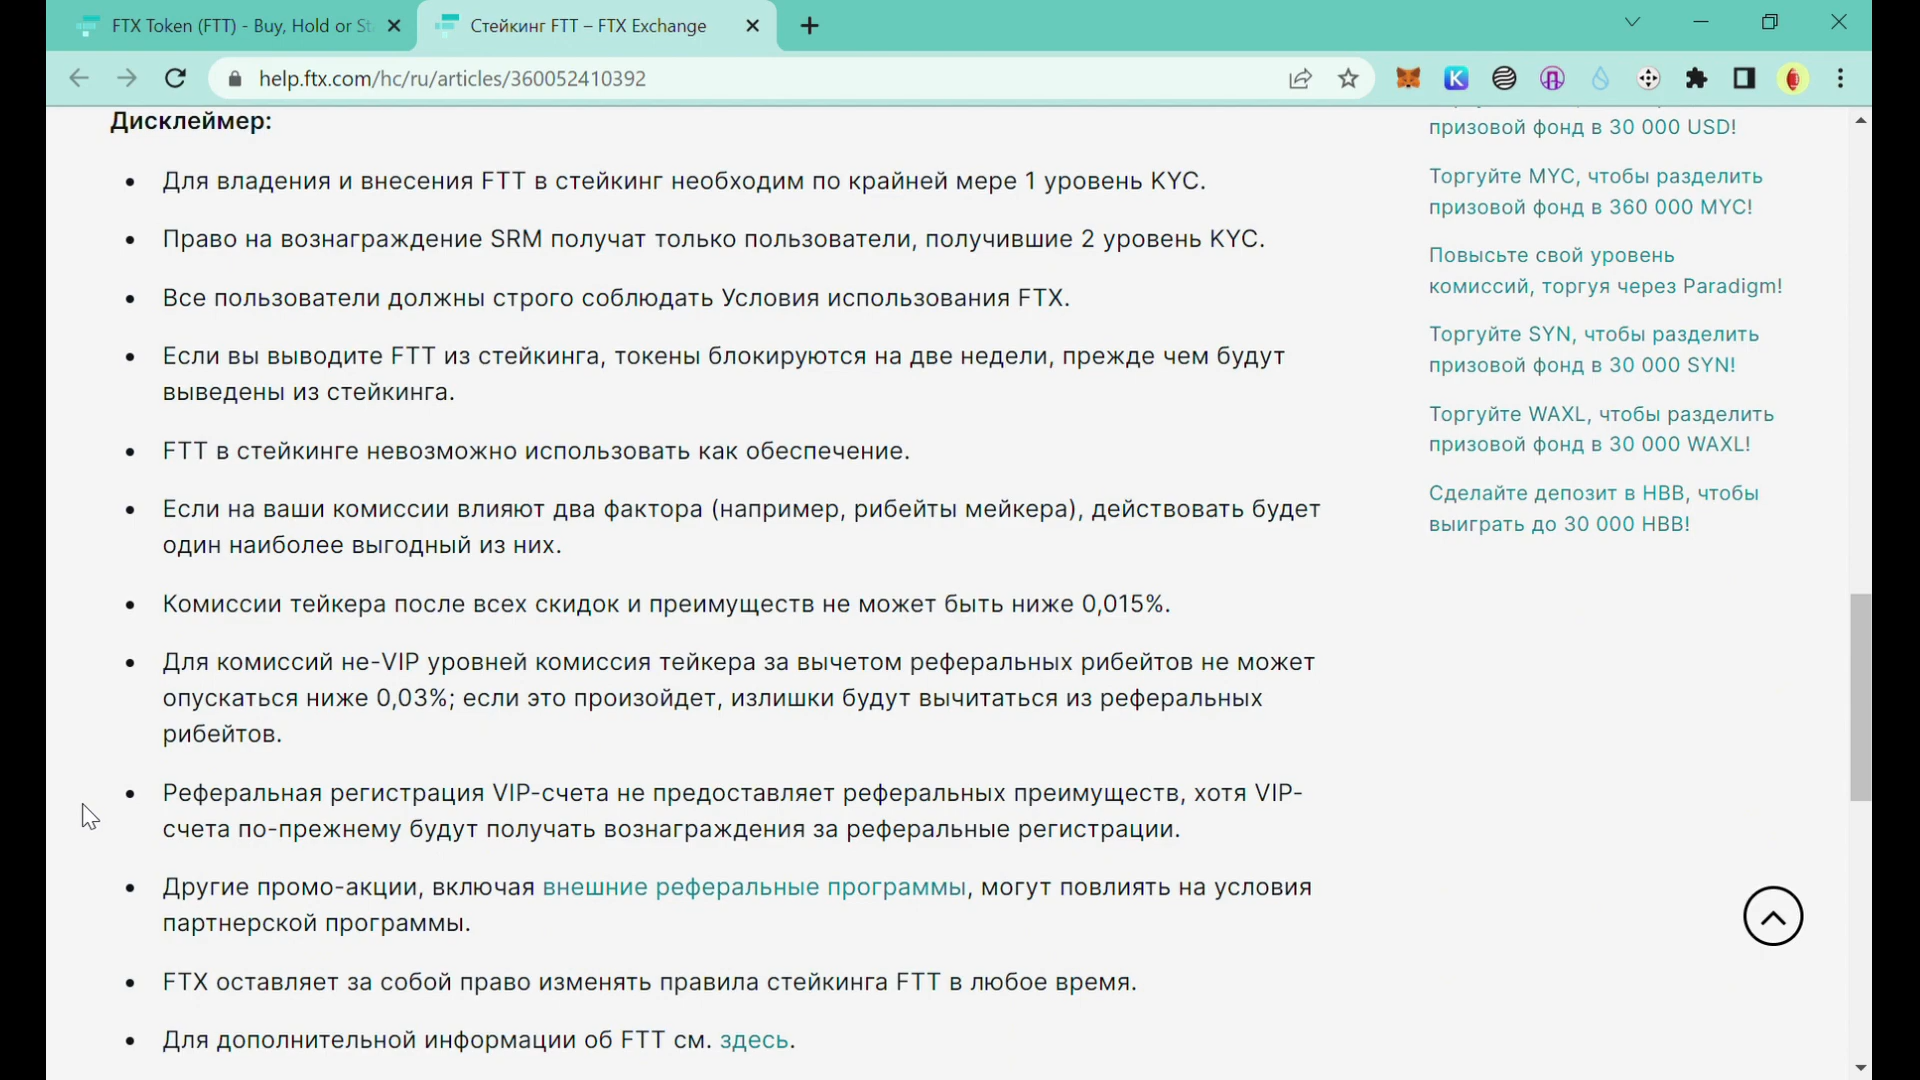 FTX Token (FTT) - Buy, Hold or St
Стейкинг FTT – FTX Exchange
help.ftx.com/hc/ru/articles/360052410392
Дисклеймер:
Для владения и внесения FTT в стейкинг необходим по крайней мере 1 уровень KYC.
Право на вознаграждение SRM получат только пользователи, получившие 2 уровень KYC.
Все пользователи должны строго соблюдать Условия использования FTX.
Если вы выводите FTT из стейкинга, токены блокируются на две недели, прежде чем будут
выведены из стейкинга.
FTT в стейкинге невозможно использовать как обеспечение.
Если на ваши комиссии влияют два фактора (например, рибейты мейкера), действовать будет
один наиболее выгодный из них.
Комиссии тейкера после всех скидок и преимуществ не может быть ниже 0,015%.
Для комиссий не-VIP уровней комиссия тейкера за вычетом реферальных рибейтов не может
опускаться ниже 0,03%; если это произойдет, излишки будут вычитаться из реферальных
рибейтов.
Реферальная регистрация VIP-счета не предоставляет реферальных преимуществ, хотя VIP-
счета по-прежнему будут получать вознаграждения за реферальные регистрации.
Другие промо-акции, включая внешние реферальные программы, могут повлиять на условия
партнерской программы.
FTX оставляет за собой право изменять правила стейкинга FTT в любое время.
Для дополнительной информации об FTT см. здесь.
призовой фонд в 30 000 USD!
Торгуйте MYC, чтобы разделить
призовой фонд в 360 000 MYC!
Повысьте свой уровень
комиссий, торгуя через Paradigm!
Торгуйте SYN, чтобы разделить
призовой фонд в 30 000 SYN!
Торгуйте WAXL, чтобы разделить
призовой фонд в 30 000 WAXL!
Сделайте депозит в HBB, чтобы
выиграть до 30 000 HBB!